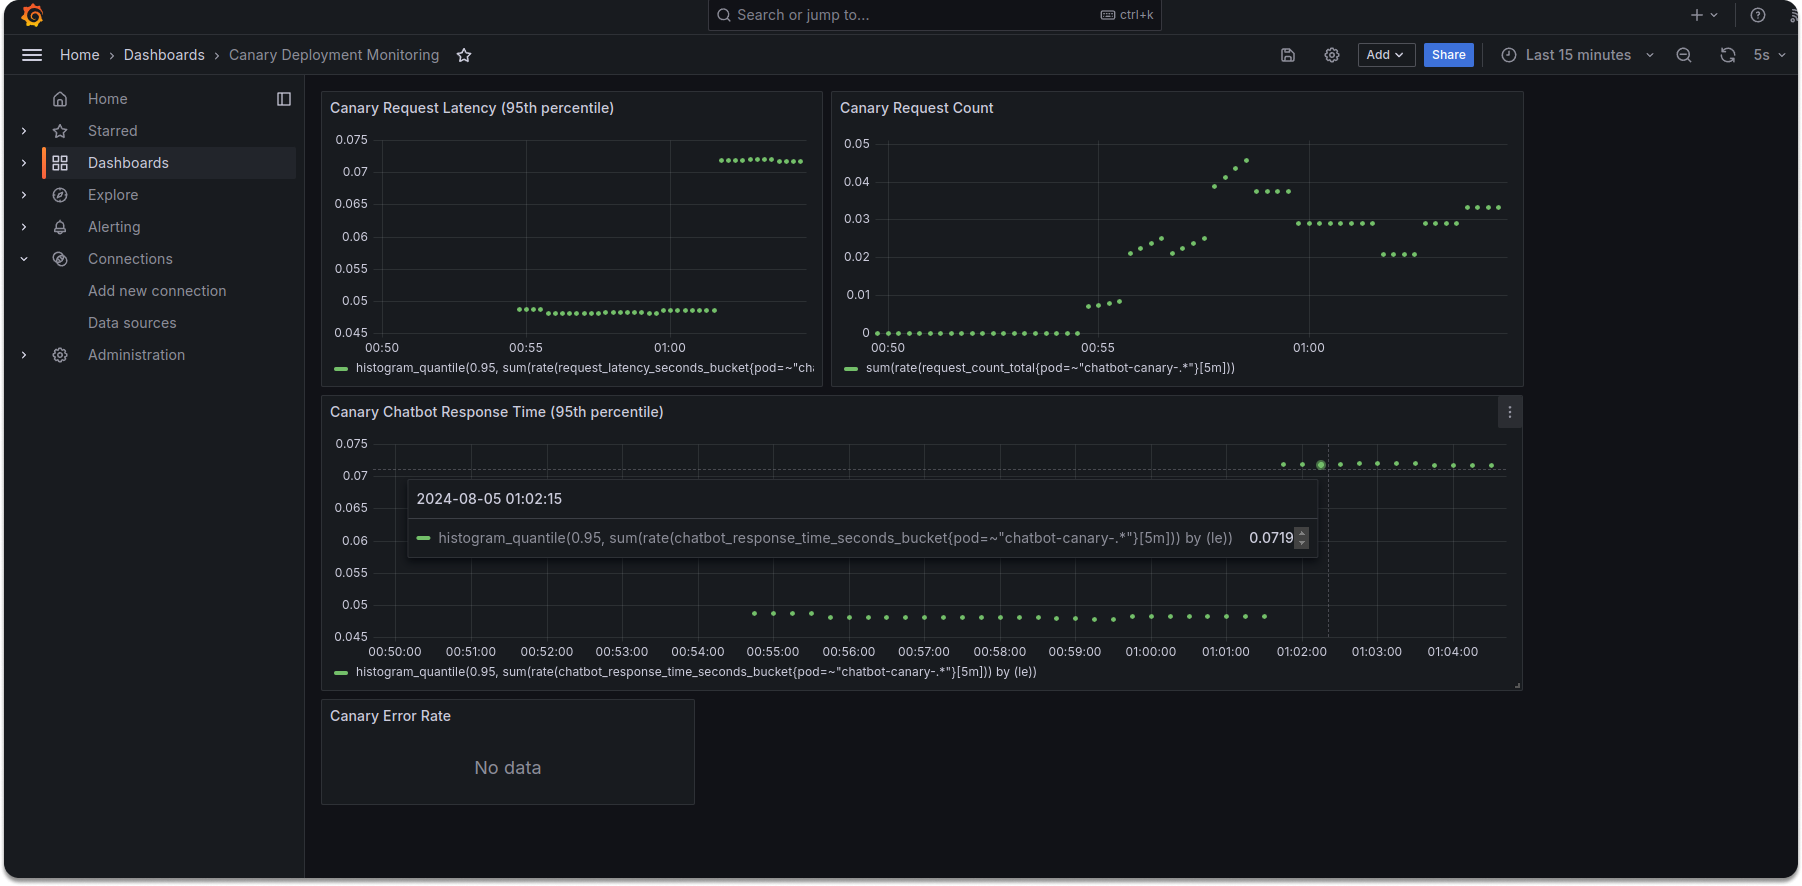 Search or jump to...
ctrl+k
Home › Dashboards › Canary Deployment Monitoring
Add
Share
Last 15 minutes
5s
Home
Starred
Dashboards
Explore
Alerting
Connections
Add new connection
Data sources
Administration
Canary Request Latency (95th percentile)
0.075
0.07
0.065
0.06
0.055
0.05
0.045
00:50 00:55 01:00
histogram_quantile(0.95, sum(rate(request_latency_seconds_bucket{pod=~"cha
Canary Request Count
0.05
0.04
0.03
0.02
0.01
0
00:50 00:55 01:00
sum(rate(request_count_total{pod=~"chatbot-canary-.*"}[5m]))
Canary Chatbot Response Time (95th percentile)
0.075
0.07
0.065
0.06
0.055
0.05
0.045
2024-08-05 01:02:15
histogram_quantile(0.95, sum(rate(chatbot_response_time_seconds_bucket{pod=~"chatbot-canary-.*"}[5m])) by (le)) 0.0719
00:50:00 00:51:00 00:52:00 00:53:00 00:54:00 00:55:00 00:56:00 00:57:00 00:58:00 00:59:00 01:00:00 01:01:00 01:02:00 01:03:00 01:04:00
histogram_quantile(0.95, sum(rate(chatbot_response_time_seconds_bucket{pod=~"chatbot-canary-.*"}[5m])) by (le))
Canary Error Rate
No data